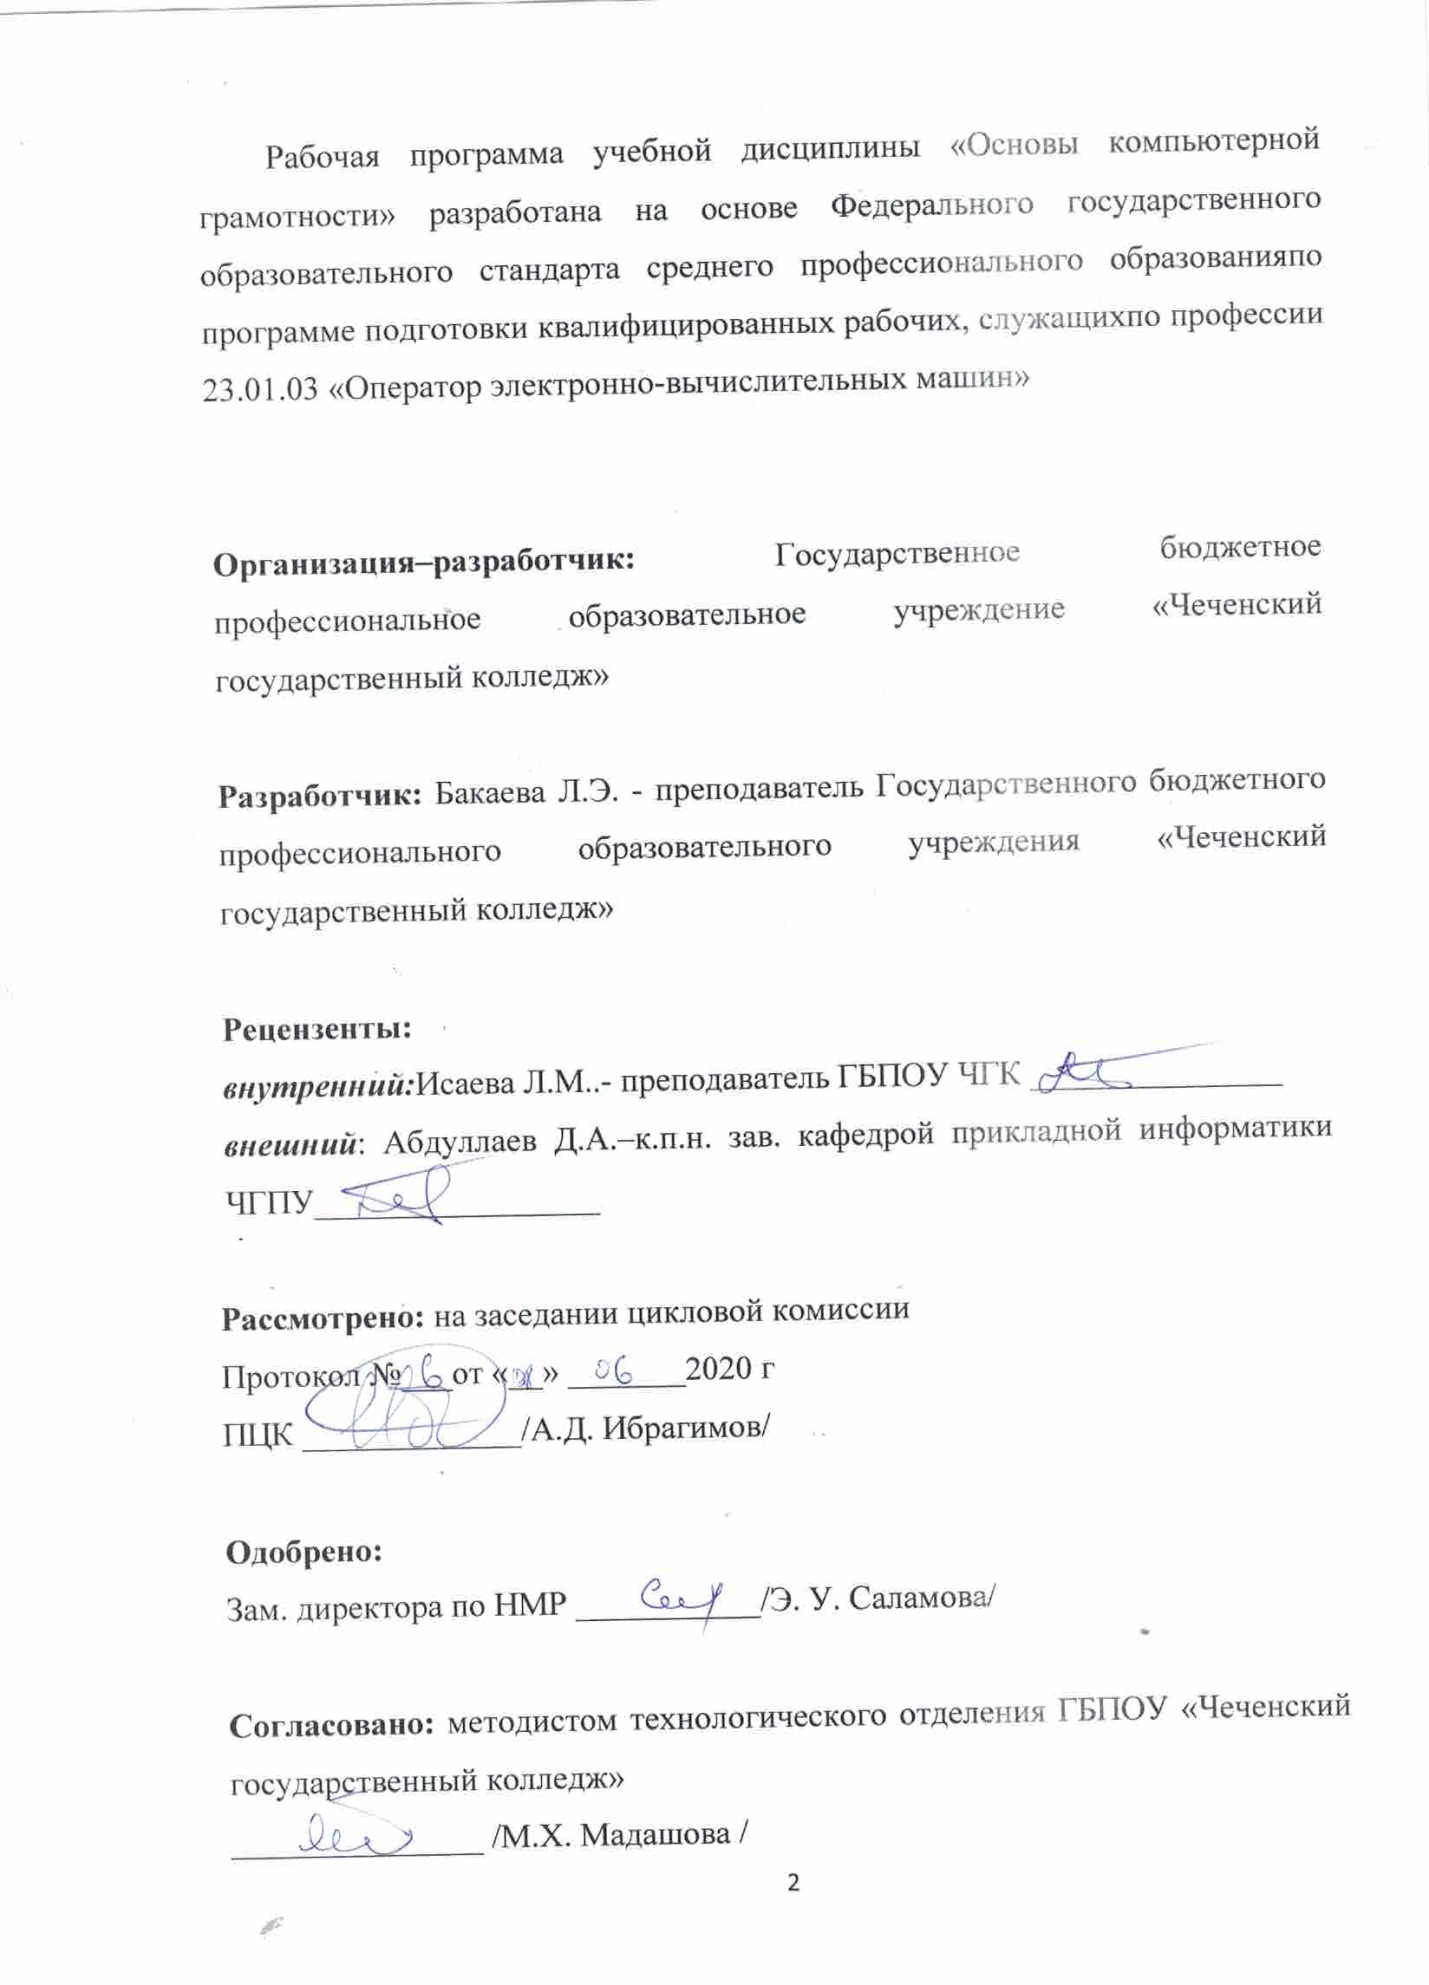 Рабочая программа учебной дисциплины «Основы компьютерной
грамотности» разработана на основе Федерального государственного
образовательного стандарта среднего профессионального образованияпо
программе подготовки квалифицированных рабочих, служащихпо профессии
23.01.03 «Оператор электронно-вычислительных машин»
Организация–разработчик: Государственное бюджетное
профессиональное образовательное учреждение «Чеченский
государственный колледж»
Разработчик: Бакаева Л.Э. - преподаватель Государственного бюджетного
профессионального образовательного учреждения «Чеченский
государственный колледж»
Рецензенты:
внутренний:Исаева Л.М..- преподаватель ГБПОУ ЧГК
внешний: Абдуллаев Д.А.–к.п.н. зав. кафедрой прикладной информатики
ЧГПУ
Рассмотрено: на заседании цикловой комиссии
Протокол № 6 от « » 06 2020 г
ПЦК /А.Д. Ибрагимов/
Одобрено:
Зам. директора по НМР /Э. У. Саламова/
Согласовано: методистом технологического отделения ГБПОУ «Чеченский
государственный колледж»
/М.Х. Мадашова /
2